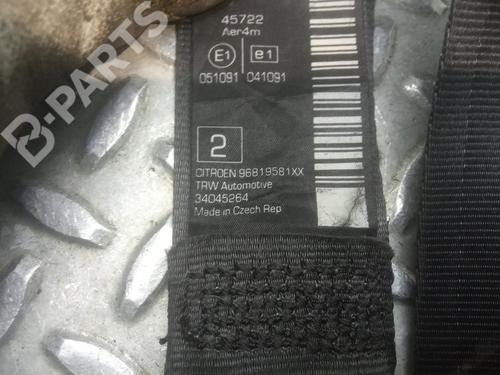 45722
Aer4m
E1 e1
051091 041091
2
CITROEN 96819581XX
TRW Automotive
34045264
Made in Czech Rep
B-PARTS